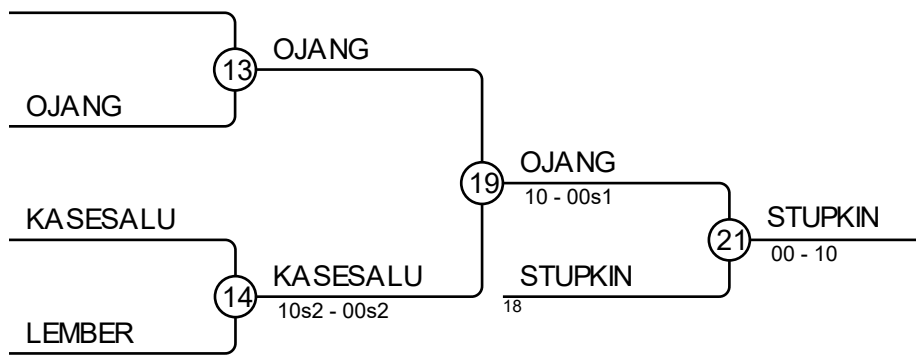 OJANG
13
OJANG
KASESALU
LEMBER
14
KASESALU
10s2 - 00s2
19
OJANG
10 - 00s1
STUPKIN
18
21
STUPKIN
00 - 10